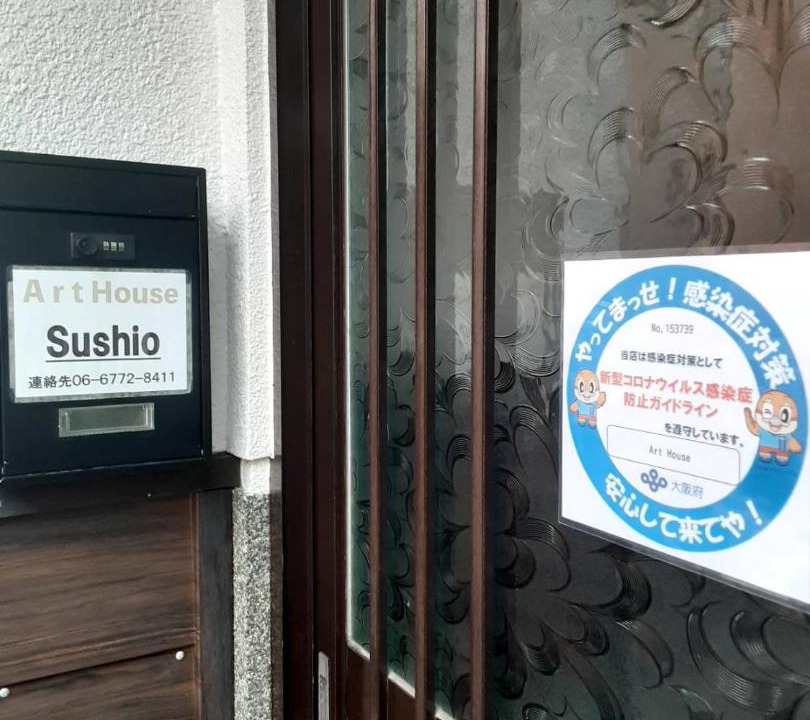 Art House
Sushio
連絡先06-6772-8411
やってまっせ！感染症対策
No.153739
当店は感染症対策として
新型コロナウイルス感染症
防止ガイドライン
を遵守しています。
Art House
大阪府
安心して来てや！